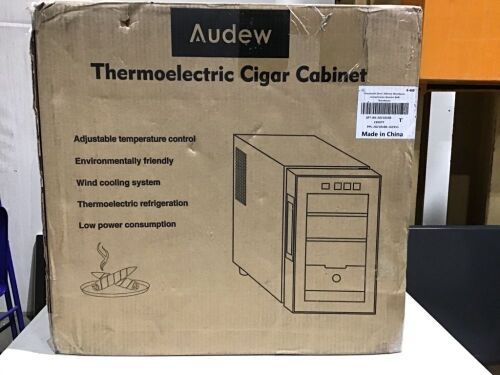 Audew
Thermoelectric Cigar Cabinet
Adjustable temperature control
Environmentally friendly
Wind cooling system
Thermoelectric refrigeration
Low power consumption
T
Made in China